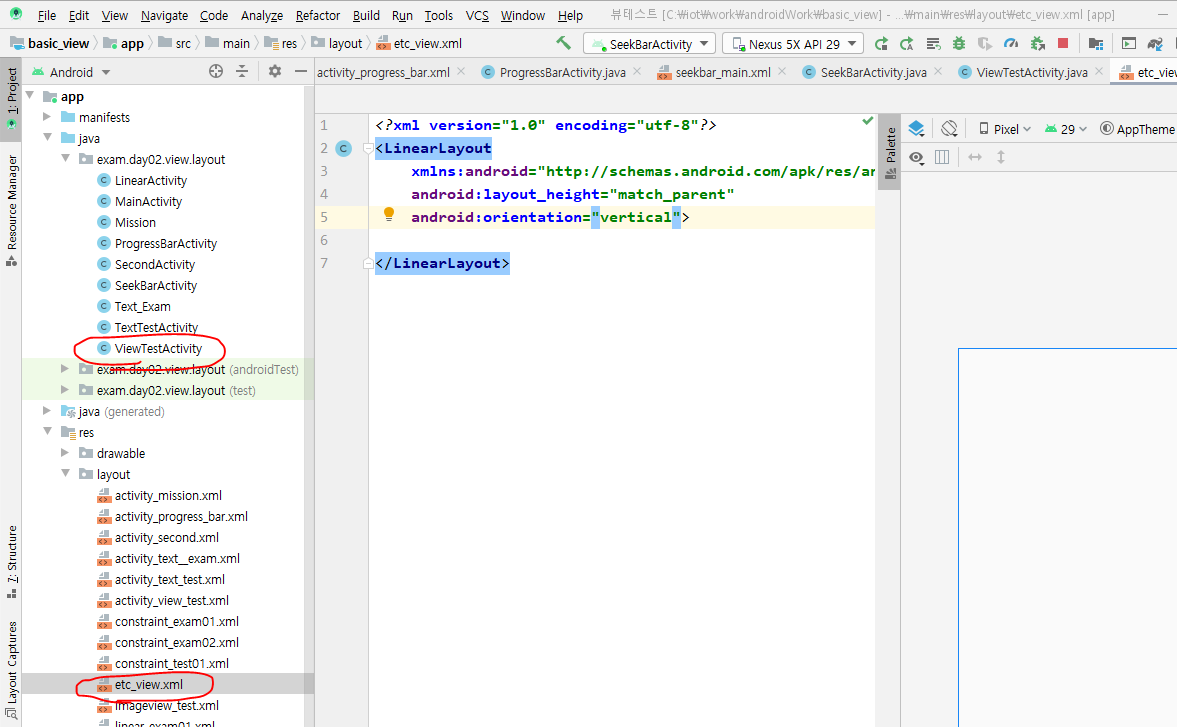 File Edit View Navigate Code Analyze Refactor Build Run Tools VCS Window Help 뷰테스트 [C:₩iot₩work₩androidWork₩basic_view] - ...₩main₩res₩layout₩etc_view.xml [app]
basic_view app src main res layout etc_view.xml SeekBarActivity Nexus 5X API 29
1: Project
Resource Manager
7: Structure
Layout Captures
Android
activity_progress_bar.xml ProgressBarActivity.java seekbar_main.xml SeekBarActivity.java ViewTestActivity.java etc_view
app
manifests
java
exam.day02.view.layout
LinearActivity
MainActivity
Mission
ProgressBarActivity
SecondActivity
SeekBarActivity
Text_Exam
TextTestActivity
ViewTestActivity
exam.day02.view.layout (androidTest)
exam.day02.view.layout (test)
java (generated)
res
drawable
layout
activity_mission.xml
activity_progress_bar.xml
activity_second.xml
activity_text__exam.xml
activity_text_test.xml
activity_view_test.xml
constraint_exam01.xml
constraint_exam02.xml
constraint_test01.xml
etc_view.xml
imageview_test.xml
linear_exam01.xml
1 <?xml version="1.0" encoding="utf-8"?>
2 <LinearLayout
3 xmlns:android="http://schemas.android.com/apk/res/an
4 android:layout_height="match_parent"
5 android:orientation="vertical">
6
7 </LinearLayout>
Palette
Pixel 29 AppTheme